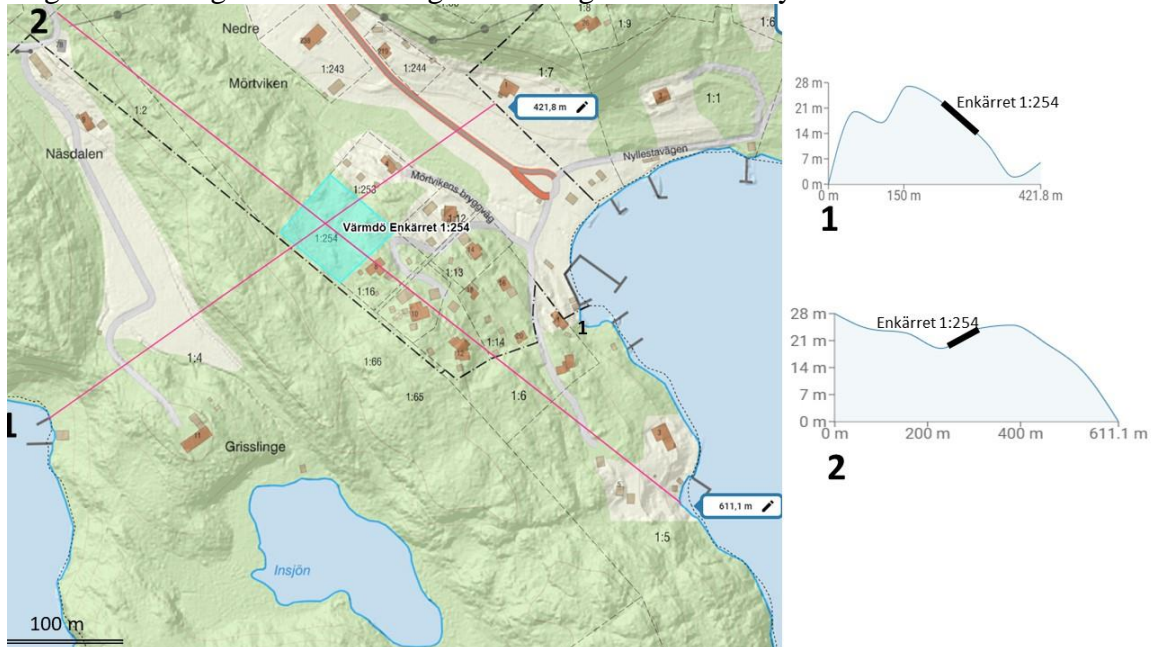 2
Nedre
1:8
1:9
1:6
1:243
1:244
1:7
Mörtviken
1:2
421,8 m
1:1
Näsdalen
Nyllestavägen
1:253
Mörtvikens bryggväg
1:12
Värmdö Enkärret 1:254
1:254
1:13
1:16
1
1:14
1:4
1:66
1:65
1:6
1
11
Grisslinge
611,1 m
1:5
Insjön
100 m
28 m
21 m
14 m
7 m
0 m
Enkärret 1:254
0 m
150 m
421.8 m
1
28 m
21 m
14 m
7 m
0 m
Enkärret 1:254
0 m
200 m
400 m
611.1 m
2